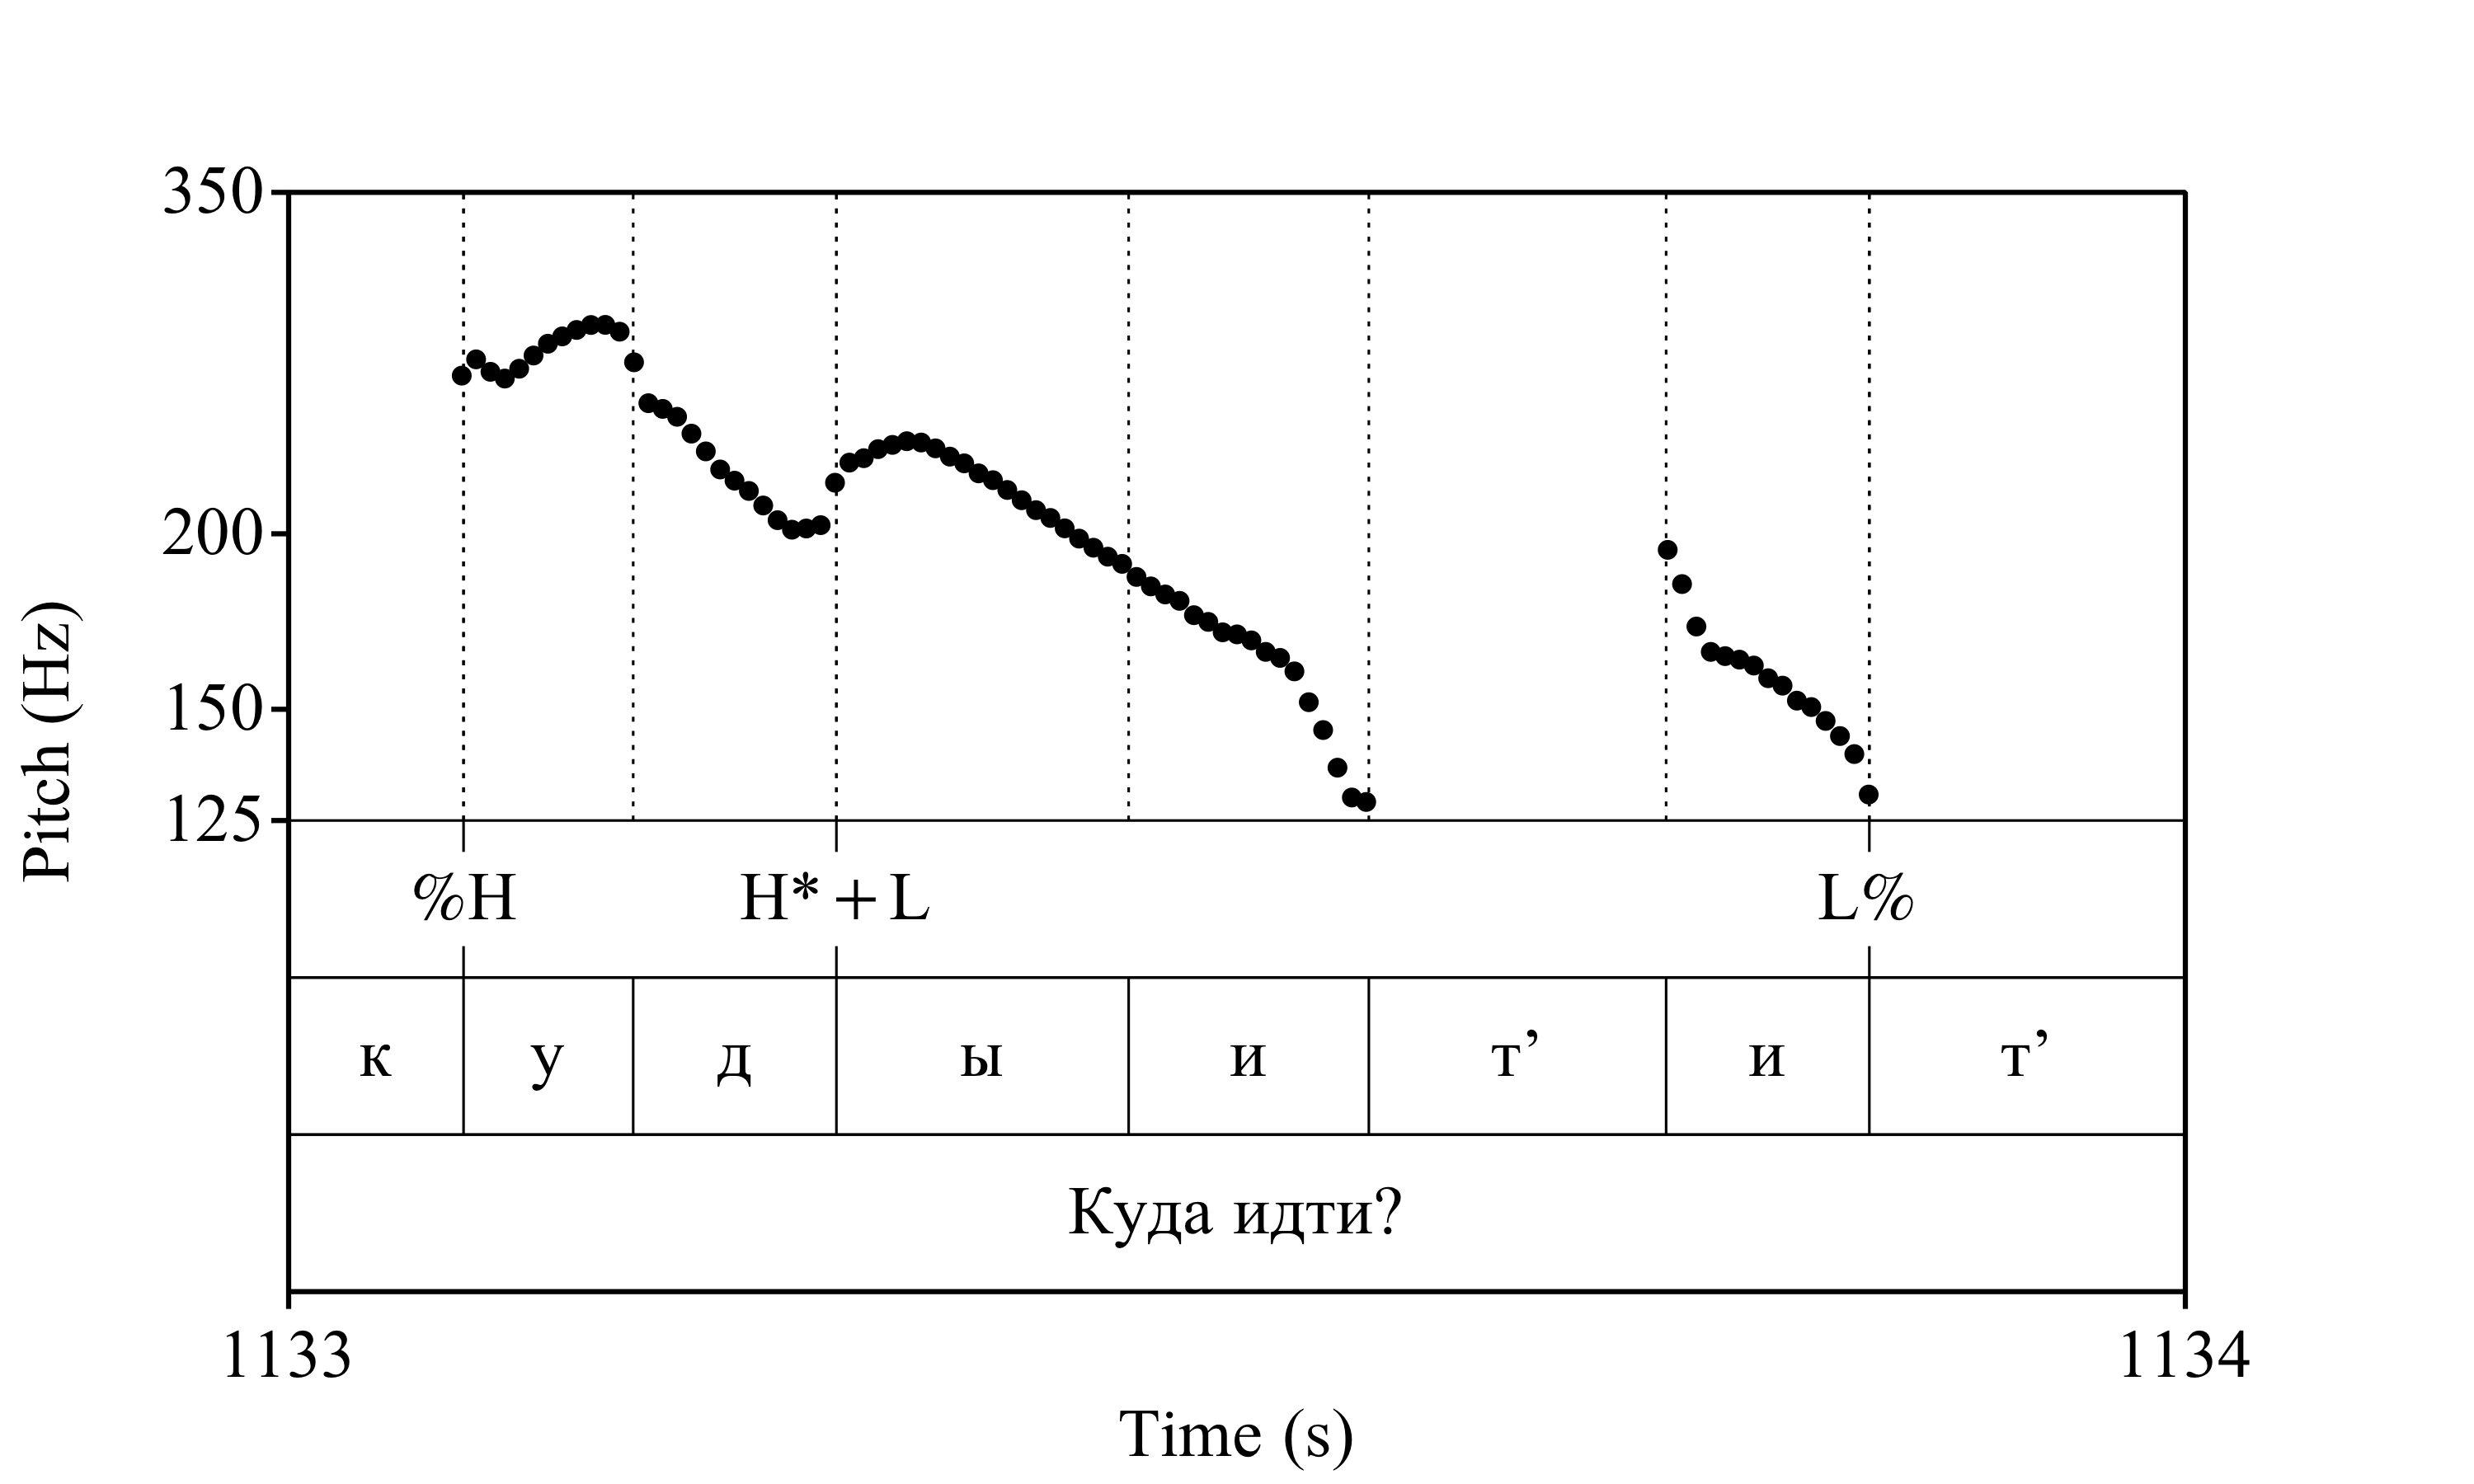 350
200
150
125
Pitch (Hz)
%H H*+L L%
к у д ы и т’ и т’
Куда идти?
1133 1134
Time (s)